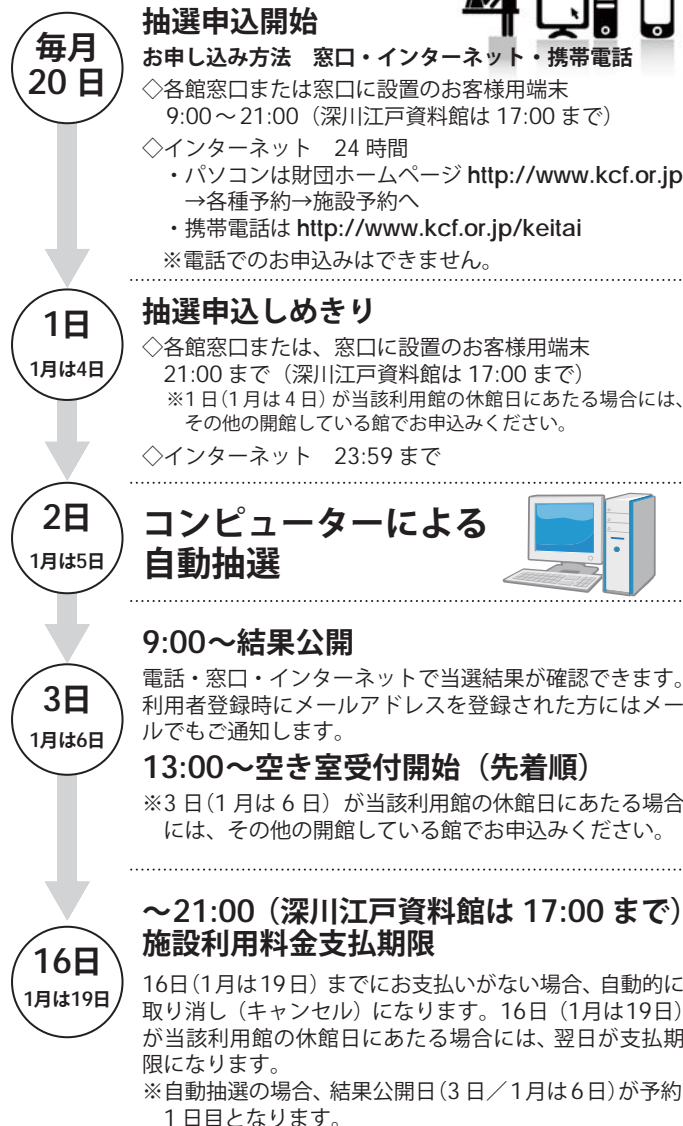 毎月
20 日
抽選申込開始
お申し込み方法　窓口・インターネット・携帯電話
◇各館窓口または窓口に設置のお客様用端末
9:00～21:00（深川江戸資料館は 17:00 まで）
◇インターネット　24 時間
・パソコンは財団ホームページ http://www.kcf.or.jp
→各種予約→施設予約へ
・携帯電話は http://www.kcf.or.jp/keitai
※電話でのお申込みはできません。
1日
1月は4日
抽選申込しめきり
◇各館窓口または、窓口に設置のお客様用端末
21:00 まで（深川江戸資料館は 17:00 まで）
※1 日（1 月は 4 日）が当該利用館の休館日にあたる場合には、
その他の開館している館でお申込みください。
◇インターネット　23:59 まで
2日
1月は5日
コンピューターによる
自動抽選
3日
1月は6日
9:00～結果公開
電話・窓口・インターネットで当選結果が確認できます。
利用者登録時にメールアドレスを登録された方にはメー
ルでもご通知します。
13:00～空き室受付開始（先着順）
※3 日（1 月は 6 日）が当該利用館の休館日にあたる場合
には、その他の開館している館でお申込みください。
16日
1月は19日
～21:00（深川江戸資料館は 17:00 まで）
施設利用料金支払期限
16日（1月は19日）までにお支払いがない場合、自動的に
取り消し（キャンセル）になります。16日（1月は19日）
が当該利用館の休館日にあたる場合には、翌日が支払期
限になります。
※自動抽選の場合、結果公開日（3 日／1月は6日）が予約
1 日目となります。